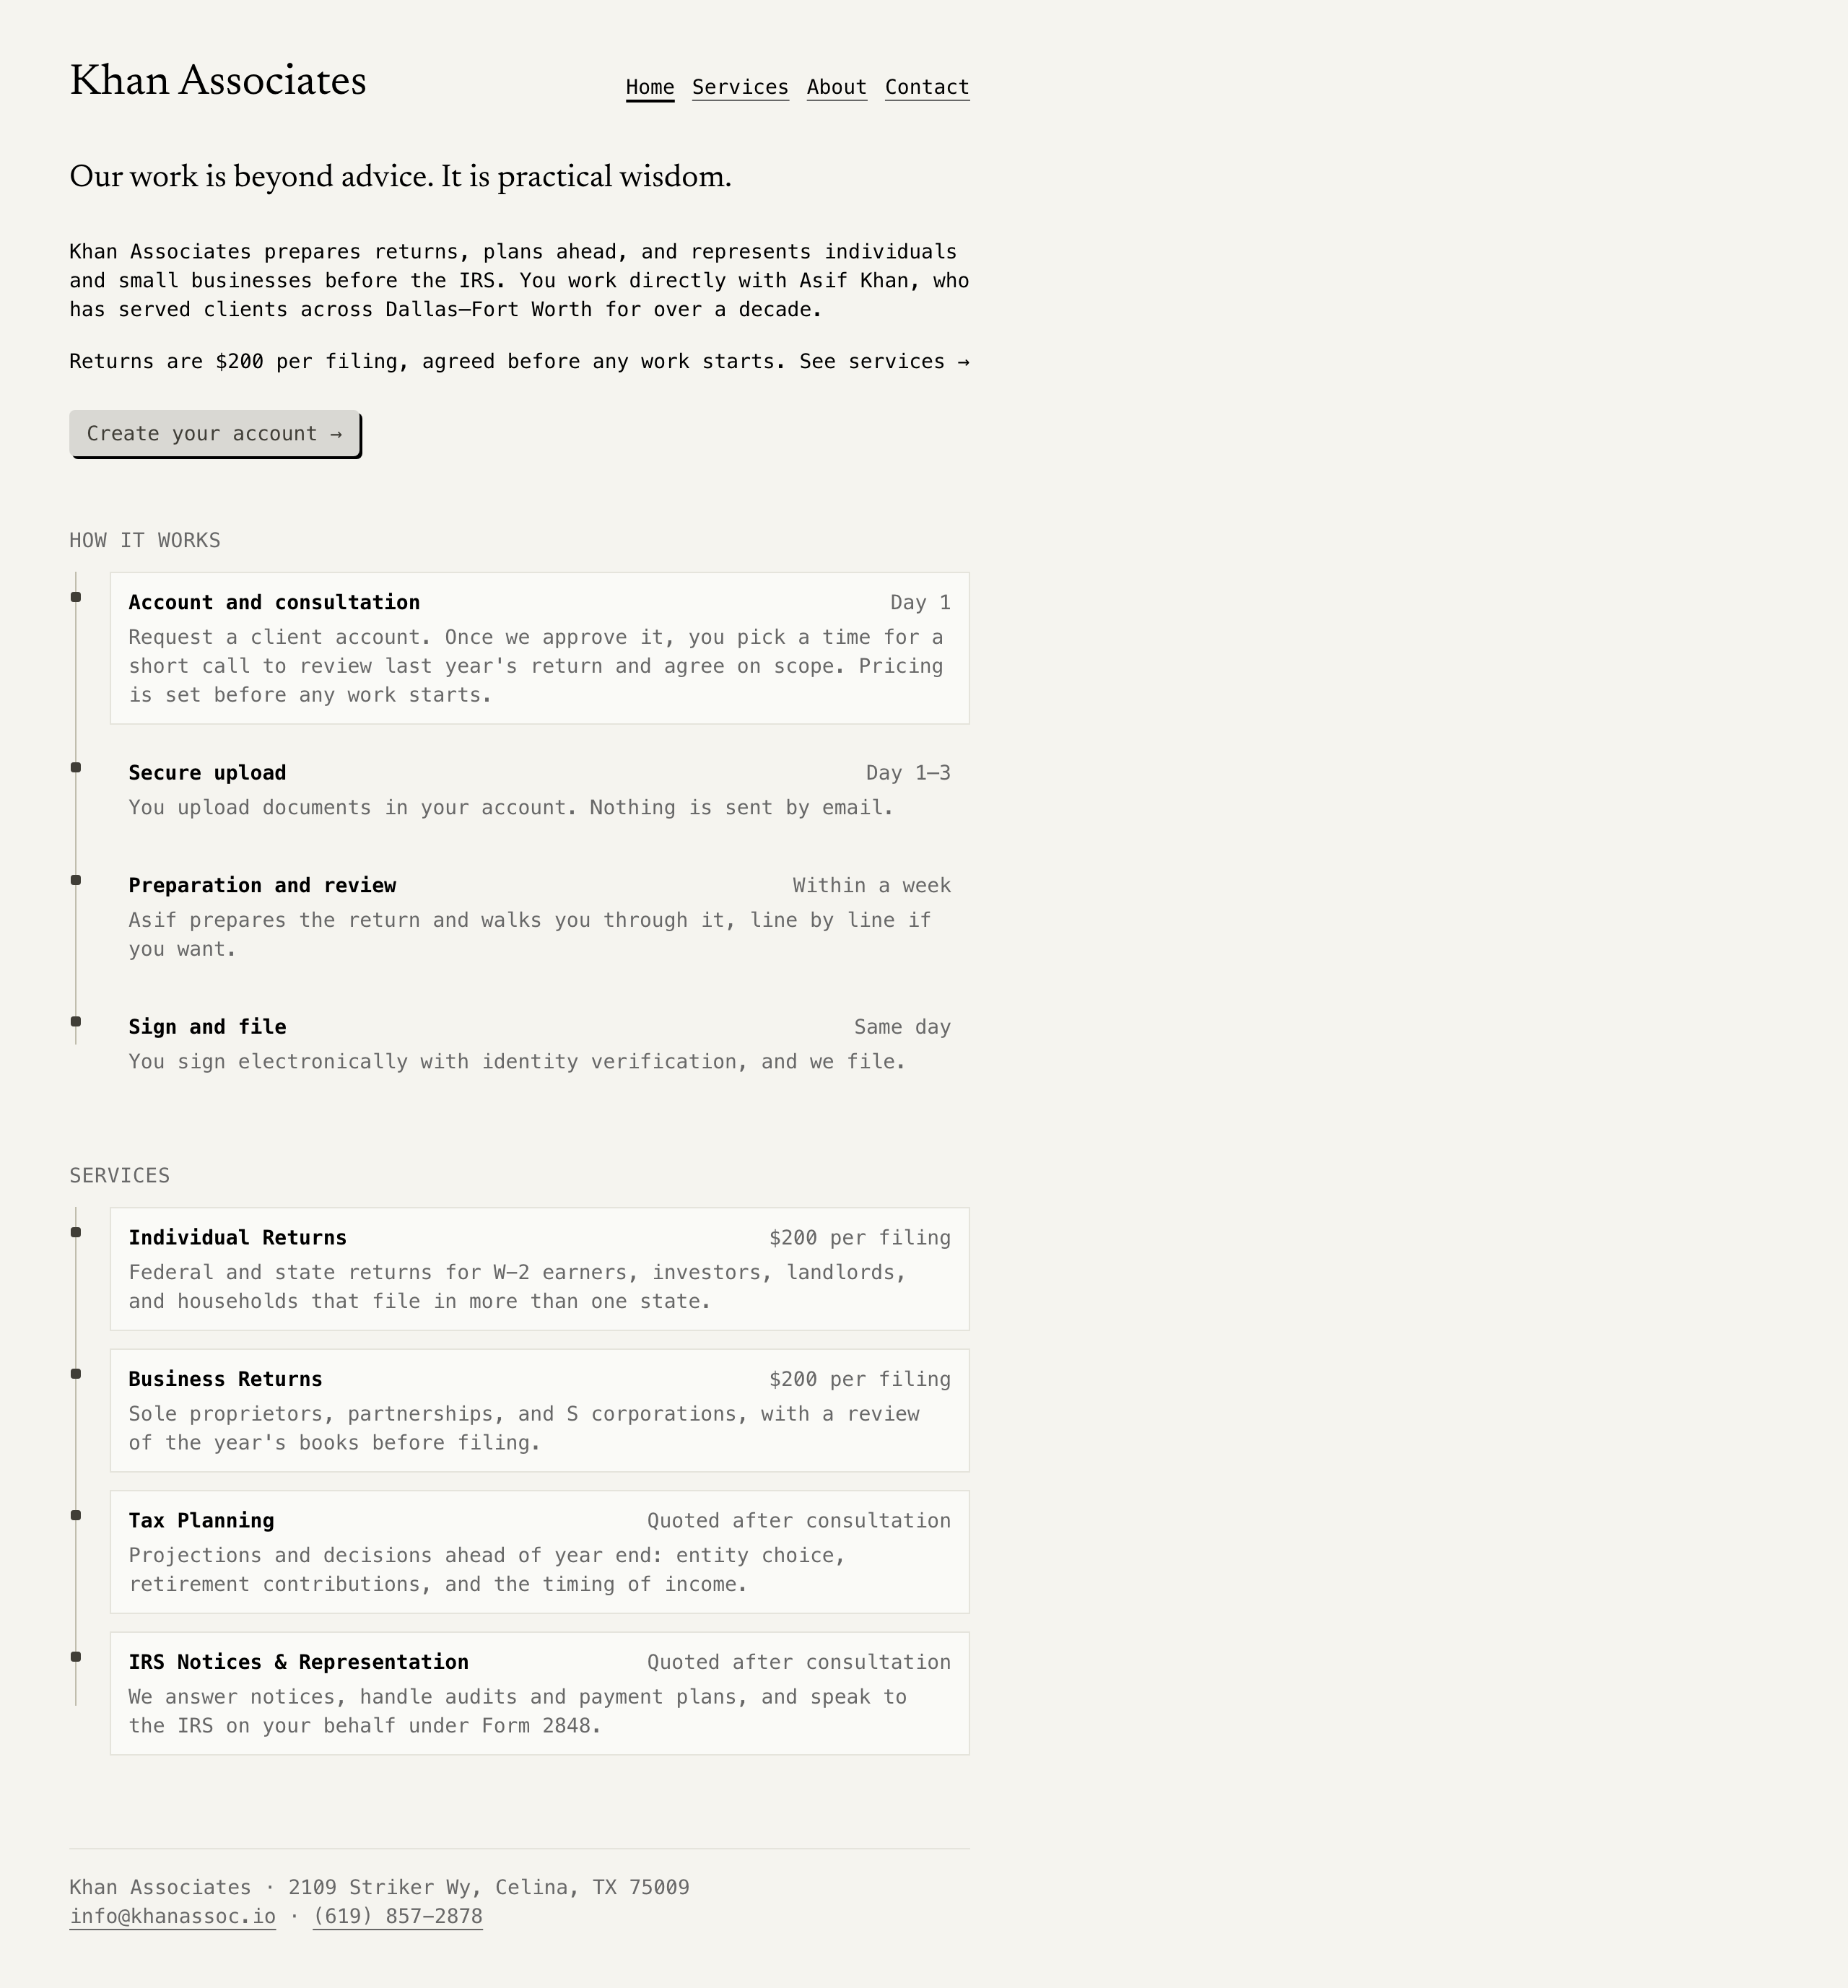 Khan Associates
Home Services About Contact
Our work is beyond advice. It is practical wisdom.
Khan Associates prepares returns, plans ahead, and represents individuals
and small businesses before the IRS. You work directly with Asif Khan, who
has served clients across Dallas–Fort Worth for over a decade.
Returns are $200 per filing, agreed before any work starts. See services →
Create your account →
HOW IT WORKS
Account and consultation Day 1
Request a client account. Once we approve it, you pick a time for a
short call to review last year's return and agree on scope. Pricing
is set before any work starts.
Secure upload Day 1–3
You upload documents in your account. Nothing is sent by email.
Preparation and review Within a week
Asif prepares the return and walks you through it, line by line if
you want.
Sign and file Same day
You sign electronically with identity verification, and we file.
SERVICES
Individual Returns $200 per filing
Federal and state returns for W-2 earners, investors, landlords,
and households that file in more than one state.
Business Returns $200 per filing
Sole proprietors, partnerships, and S corporations, with a review
of the year's books before filing.
Tax Planning Quoted after consultation
Projections and decisions ahead of year end: entity choice,
retirement contributions, and the timing of income.
IRS Notices & Representation Quoted after consultation
We answer notices, handle audits and payment plans, and speak to
the IRS on your behalf under Form 2848.
Khan Associates · 2109 Striker Wy, Celina, TX 75009
info@khanassoc.io · (619) 857-2878